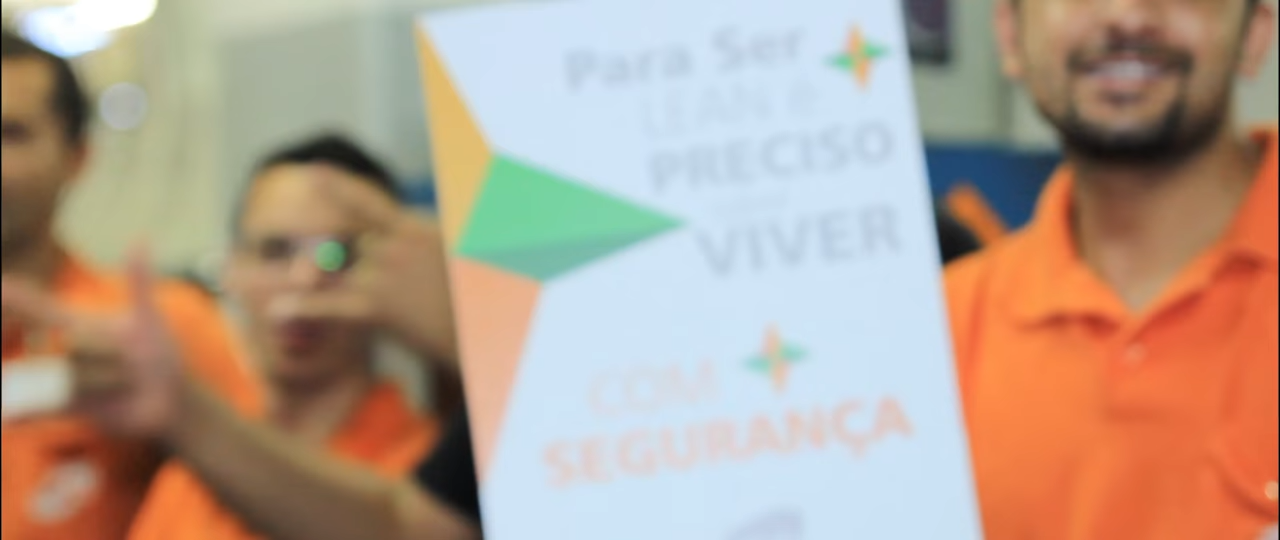 Para Ser
LEAN é
PRECISO
VIVER
COM
SEGURANÇA